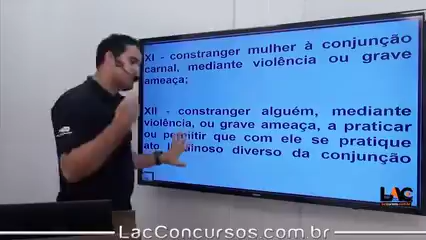 XI - constranger mulher à conjunção
carnal, mediante violência ou grave
ameaça;
XII - constranger alguém, mediante
violência, ou grave ameaça, a praticar
ou permitir que com ele se pratique
ato diverso da conjunção
LAC
LacConcursos.com.br